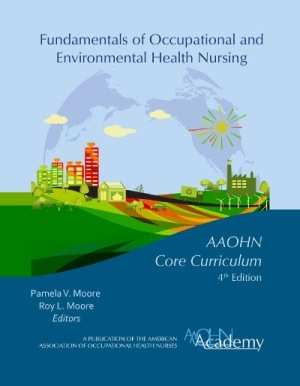 Fundamentals of Occupational and
Environmental Health Nursing
AAOHN
Core Curriculum
4th Edition
Pamela V. Moore
Roy L. Moore
Editors
A PUBLICATION OF THE AMERICAN
ASSOCIATION OF OCCUPATIONAL HEALTH NURSES
AAOHN
Academy